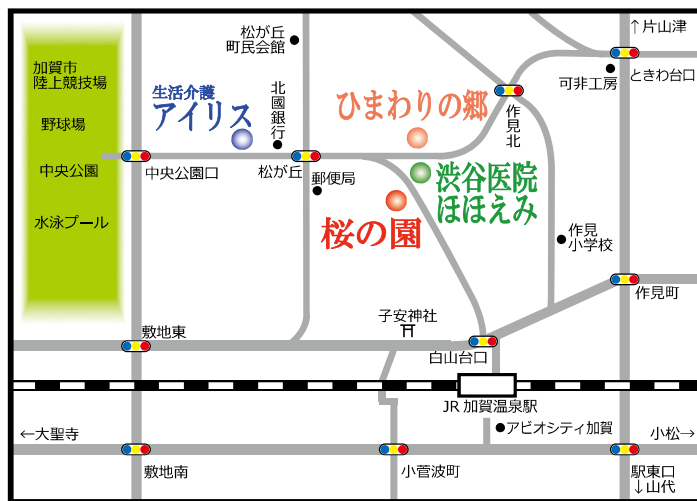 ↑片山津
松が丘
町民会館
加賀市
陸上競技場
可非工房
ときわ台口
生活介護
アイリス
北國銀行
ひまわりの郷
作見北
野球場
中央公園
中央公園口
松が丘
郵便局
渋谷医院
ほほえみ
水泳プール
桜の園
作見
小学校
作見町
子安神社
敷地東
白山台口
JR加賀温泉駅
←大聖寺
アビオシティ加賀
小松→
敷地南
小菅波町
駅東口
↓山代